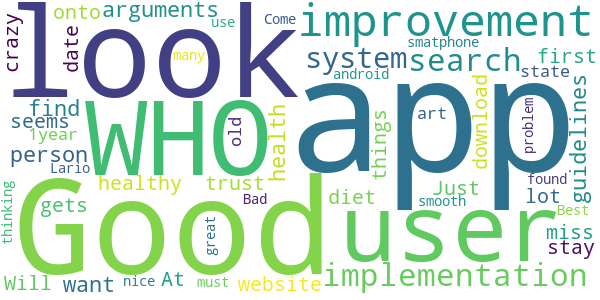 look
WHO
app
Good
user
improvement
implementation
system
search
arguments
onto
use
Come
crazy
date
many
smatphone
first
android
state
find
seems
1year
person
Lario
health
old
things
download
art
problem
guidelines
healthy
trust
diet
Just
lot
found
miss
stay
Best
smooth
thinking
gets
Bad
great
Will
want
nice
At
must
website